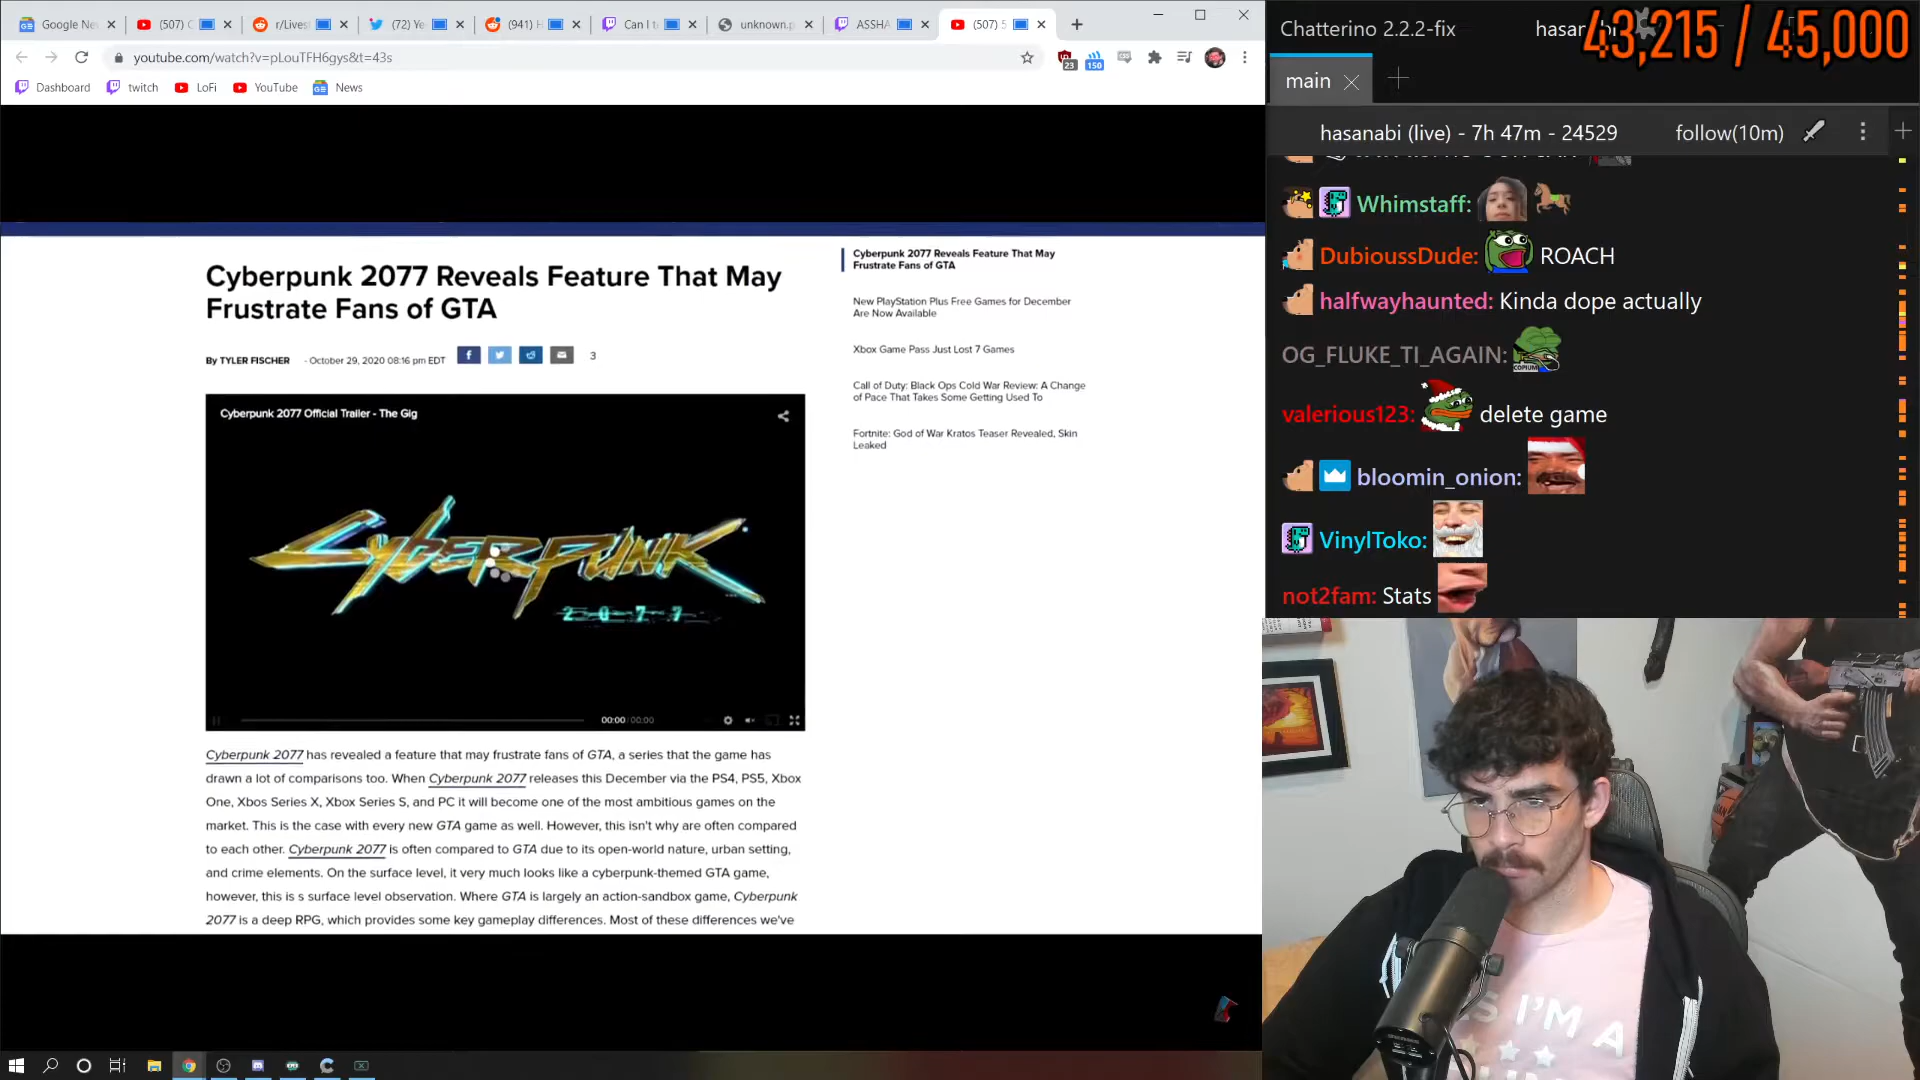 Google Ne
(507) C
r/Lives
(72) Ye
(941) H
Can I t
unknown.p
ASSHA
(507) 5
youtube.com/watch?v=pLouTFH6gys&t=43s
23
150
Dashboard
twitch
LoFi
YouTube
News
Cyberpunk 2077 Reveals Feature That May
Frustrate Fans of GTA
By TYLER FISCHER - October 29, 2020 08:16 pm EDT
3
Cyberpunk 2077 Official Trailer - The Gig
CYBERPUNK
2077
00:00/00:00
Cyberpunk 2077 has revealed a feature that may frustrate fans of GTA, a series that the game has
drawn a lot of comparisons too. When Cyberpunk 2077 releases this December via the PS4, PS5, Xbox
One, Xbos Series X, Xbox Series S, and PC it will become one of the most ambitious games on the
market. This is the case with every new GTA game as well. However, this isn't why are often compared
to each other. Cyberpunk 2077 is often compared to GTA due to its open-world nature, urban setting,
and crime elements. On the surface level, it very much looks like a cyberpunk-themed GTA game,
however, this is s surface level observation. Where GTA is largely an action-sandbox game, Cyberpunk
2077 is a deep RPG, which provides some key gameplay differences. Most of these differences we've
Cyberpunk 2077 Reveals Feature That May
Frustrate Fans of GTA
New PlayStation Plus Free Games for December
Are Now Available
Xbox Game Pass Just Lost 7 Games
Call of Duty: Black Ops Cold War Review: A Change
of Pace That Takes Some Getting Used To
Fortnite: God of War Kratos Teaser Revealed, Skin
Leaked
Chatterino 2.2.2-fix
43,215 / 45,000
main
hasanabi (live) - 7h 47m - 24529
follow(10m)
Whimstaff:
DubioussDude: ROACH
halfwayhaunted: Kinda dope actually
OG_FLUKE_TI_AGAIN:
COPIUM
valerious123: delete game
bloomin_onion:
VinylToko:
not2fam: Stats
I'M A